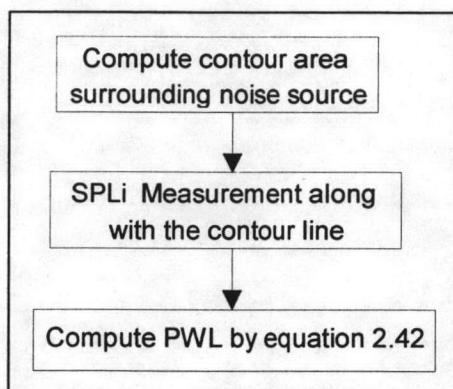 Compute contour area
surrounding noise source
SPLi Measurement along
with the contour line
Compute PWL by equation 2.42